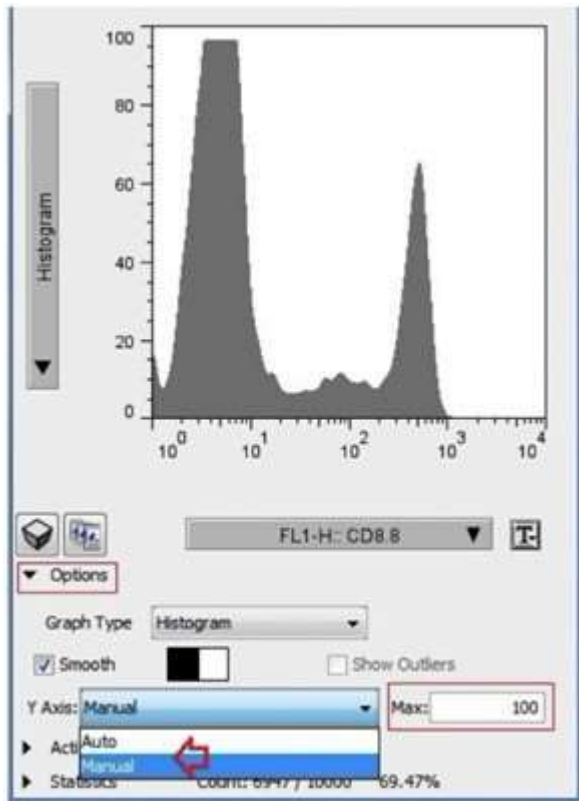 100
80
60
40
20
0
Histogram
10^0 10^1 10^2 10^3 10^4
FL1-H:: CD8.8 T
Options
Graph Type Histogram
Smooth Show Outliers
Y Axis: Manual Max: 100
Auto
Manual
Acti
Statistics Count: 6947 / 10000 69.47%